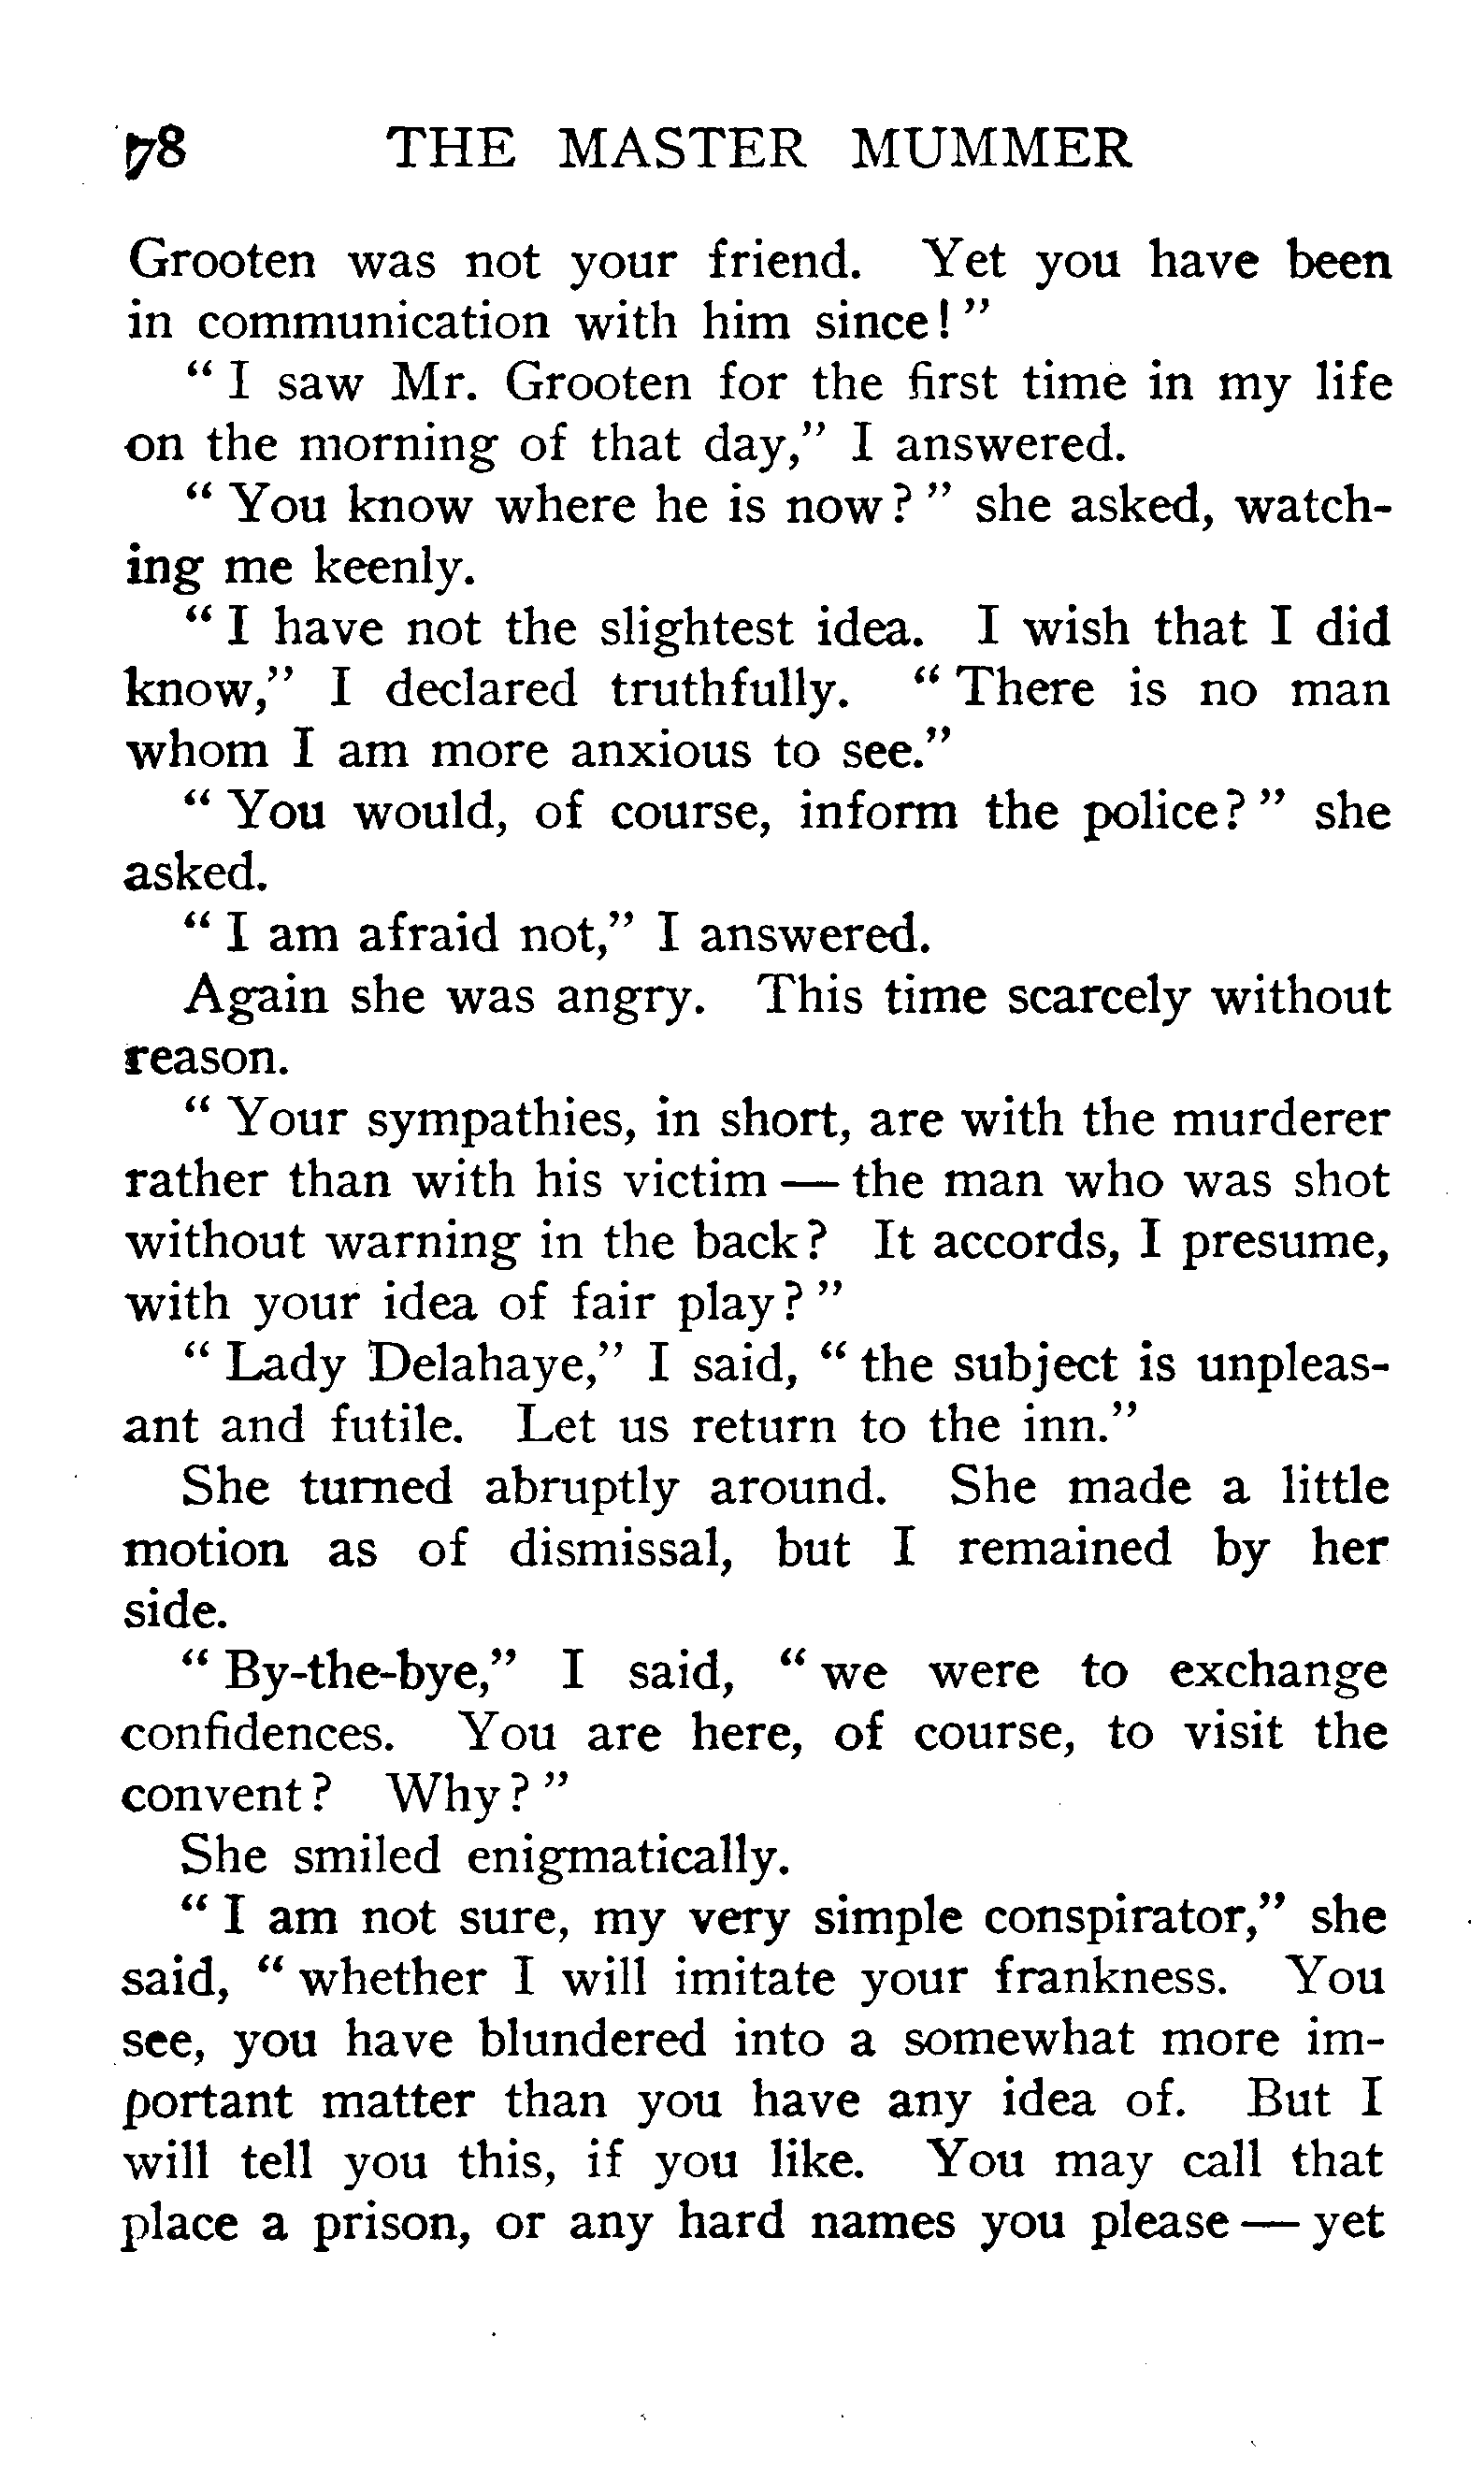 78 THE MASTER MUMMER
Grooten was not your friend. Yet you have been
in communication with him since!"
"I saw Mr. Grooten for the first time in my life
on the morning of that day," I answered.
"You know where he is now?" she asked, watch-
ing me keenly.
"I have not the slightest idea. I wish that I did
know," I declared truthfully. "There is no man
whom I am more anxious to see."
"You would, of course, inform the police?" she
asked.
"I am afraid not," I answered.
Again she was angry. This time scarcely without
reason.
"Your sympathies, in short, are with the murderer
rather than with his victim — the man who was shot
without warning in the back? It accords, I presume,
with your idea of fair play?"
"Lady Delahaye," I said, "the subject is unpleas-
ant and futile. Let us return to the inn."
She turned abruptly around. She made a little
motion as of dismissal, but I remained by her
side.
"By-the-bye," I said, "we were to exchange
confidences. You are here, of course, to visit the
convent? Why?"
She smiled enigmatically.
"I am not sure, my very simple conspirator," she
said, "whether I will imitate your frankness. You
see, you have blundered into a somewhat more im-
portant matter than you have any idea of. But I
will tell you this, if you like. You may call that
place a prison, or any hard names you please — yet